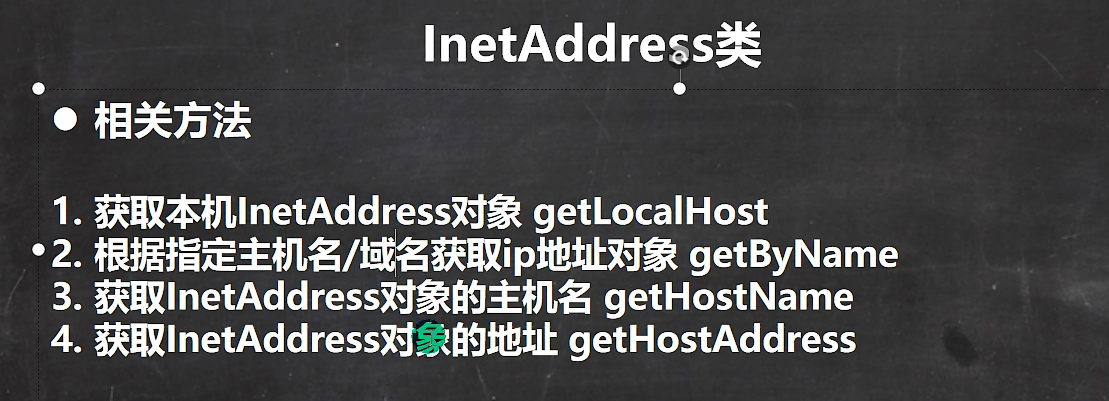 InetAddress类
● 相关方法
1. 获取本机InetAddress对象 getLocalHost
2. 根据指定主机名/域名获取ip地址对象 getByName
3. 获取InetAddress对象的主机名 getHostName
4. 获取InetAddress对象的地址 getHostAddress